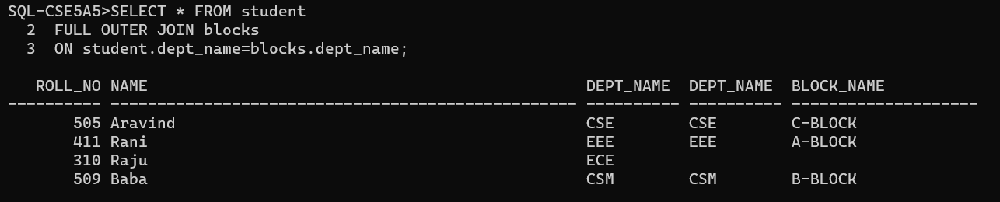 SQL-CSE5A5>SELECT * FROM student
  2  FULL OUTER JOIN blocks
  3  ON student.dept_name=blocks.dept_name;

   ROLL_NO NAME                                               DEPT_NAME  DEPT_NAME  BLOCK_NAME
---------- -------------------------------------------------- ---------- ---------- --------------------
       505 Aravind                                            CSE        CSE        C-BLOCK
       411 Rani                                               EEE        EEE        A-BLOCK
       310 Raju                                               ECE
       509 Baba                                               CSM        CSM        B-BLOCK